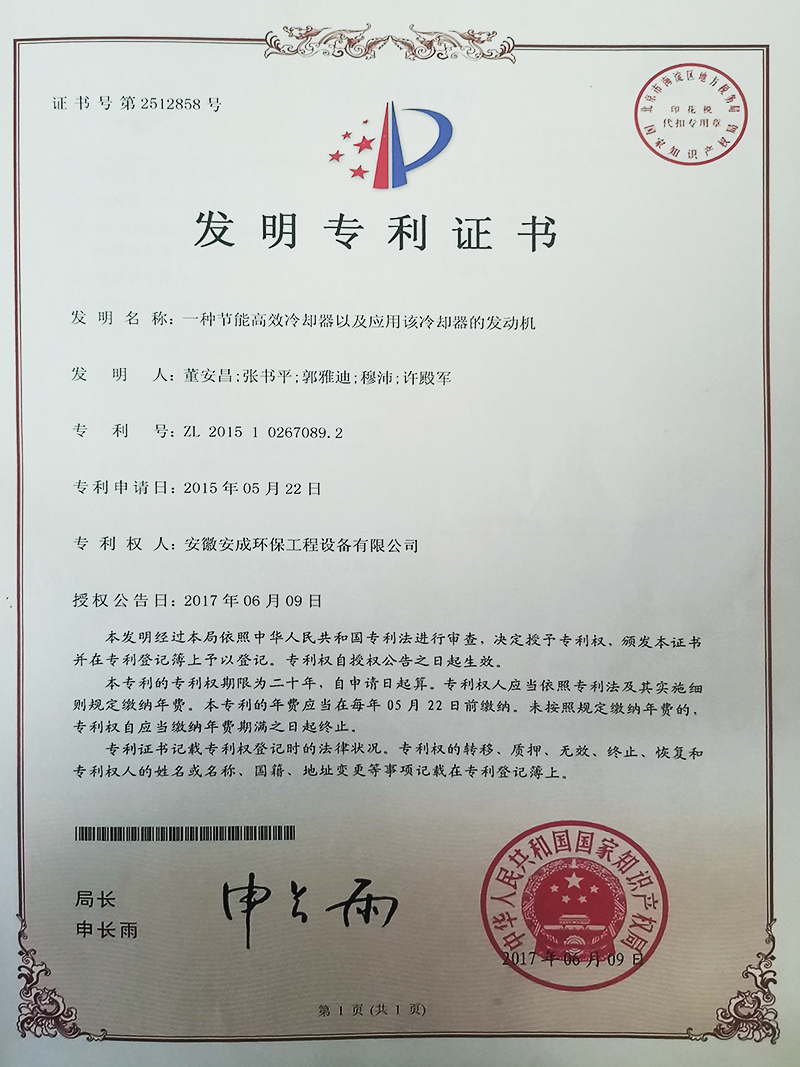 证书号第2512858号
北京市海淀区地方税务局
印花税
代扣专用章
国家知识产权局
发明专利证书
发明名称：一种节能高效冷却器以及应用该冷却器的发动机
发明人：董安昌;张书平;郭雅迪;穆沛;许殿军
专利号：ZL 2015 1 0267089.2
专利申请日：2015年05月22日
专利权人：安徽安成环保工程设备有限公司
授权公告日：2017年06月09日
本发明经过本局依照中华人民共和国专利法进行审查，决定授予专利权，颁发本证书
并在专利登记簿上予以登记。专利权自授权公告之日起生效。
本专利的专利权期限为二十年，自申请日起算。专利权人应当依照专利法及其实施细
则规定缴纳年费。本专利的年费应当在每年05月22日前缴纳。未按照规定缴纳年费的，
专利权自应当缴纳年费期满之日起终止。
专利证书记载专利权登记时的法律状况。专利权的转移、质押、无效、终止、恢复和
专利权人的姓名或名称、国籍、地址变更等事项记载在专利登记簿上。
局长
申长雨
申长雨
中华人民共和国国家知识产权局
2017年06月09日
第1页(共1页)